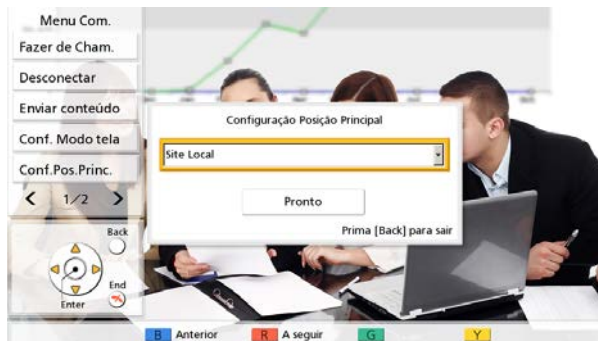 Menu Com.
Fazer de Cham.
Desconectar
Enviar conteúdo
Conf. Modo tela
Conf.Pos.Princ.
1/2
Back
End
Enter
Configuração Posição Principal
Site Local
Pronto
Prima [Back] para sair
B Anterior R A seguir G Y